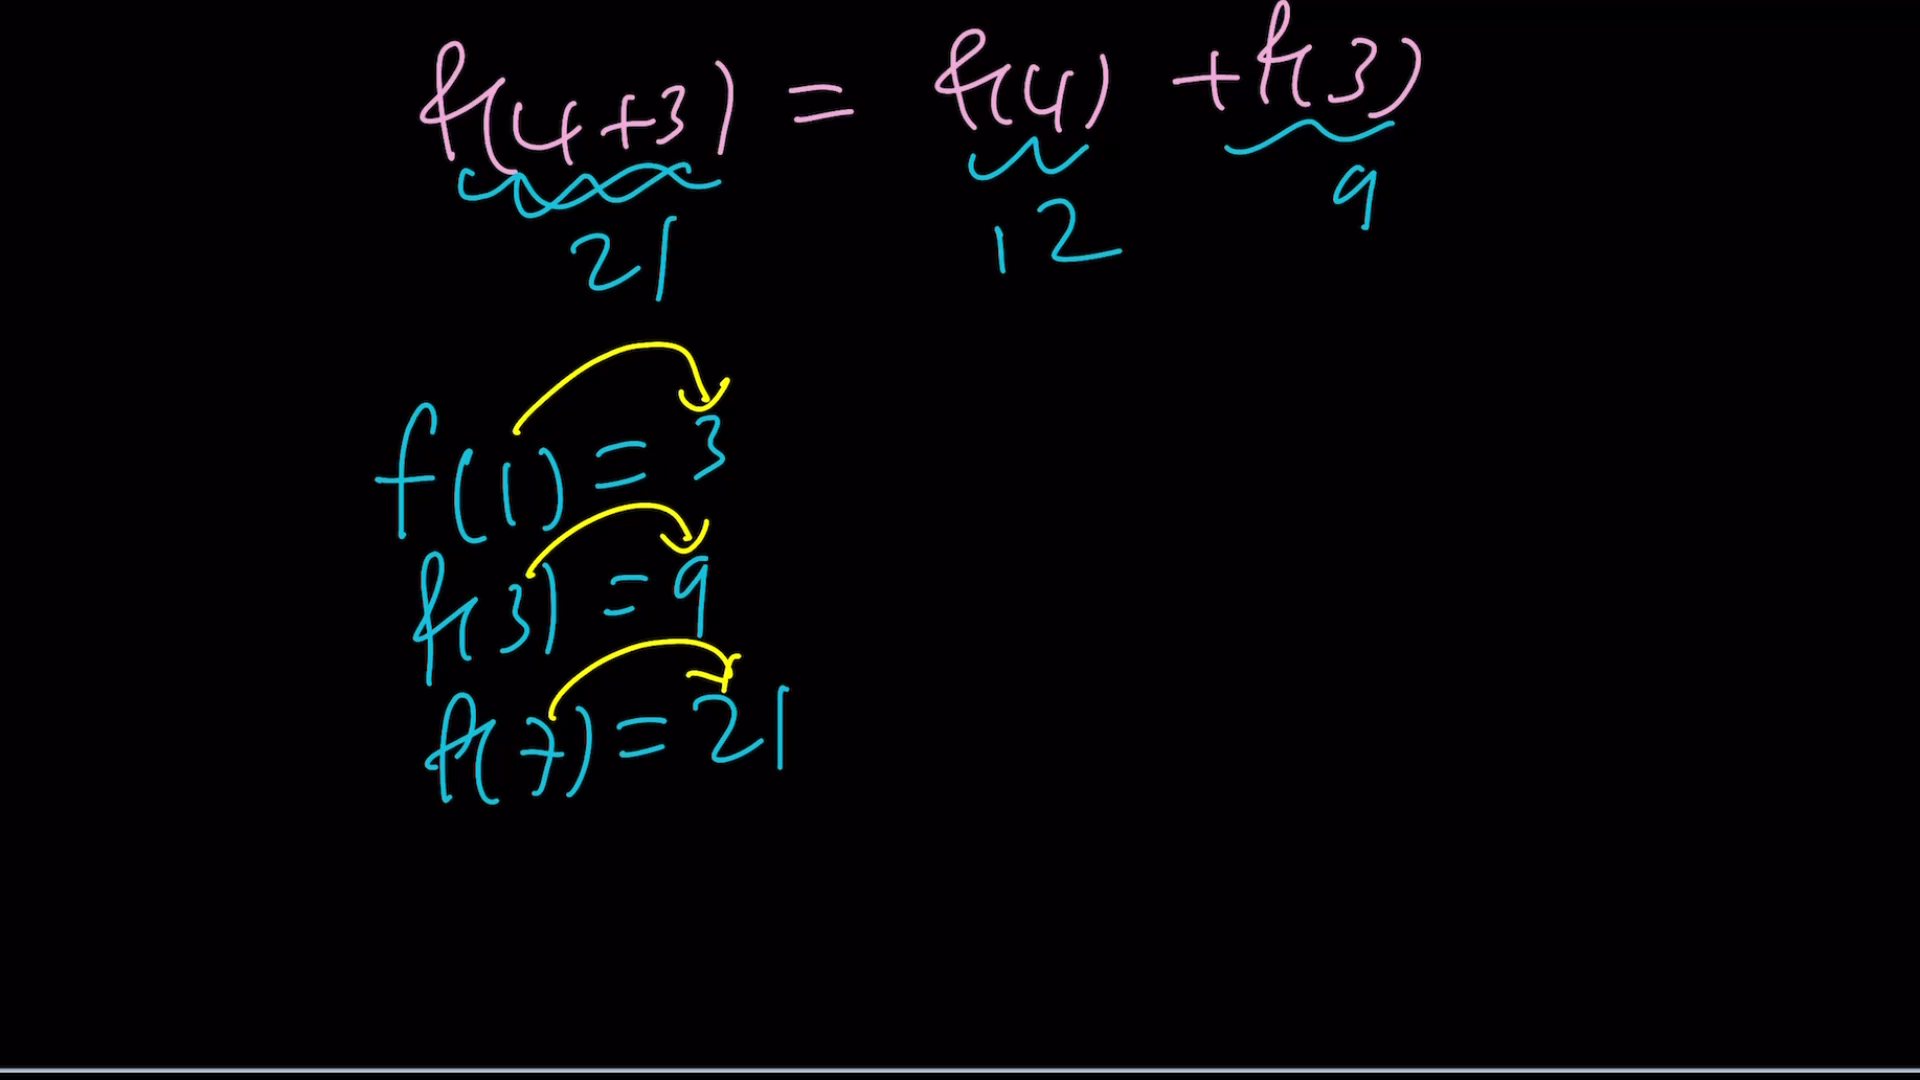 f(4+3) = f(4) + f(3)
21 12 9
f(1) = 3
f(3) = 9
f(7) = 21